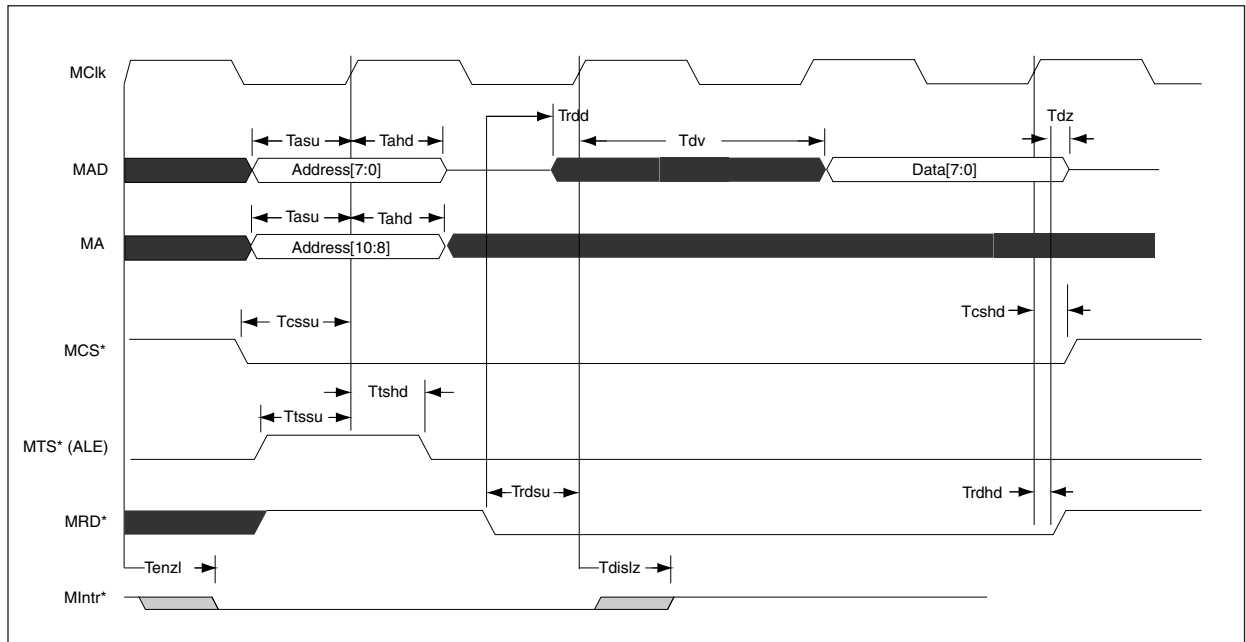 MClk
Trdd
Tdz
Tasu
Tahd
Tdv
MAD
Address[7:0]
Data[7:0]
Tasu
Tahd
MA
Address[10:8]
Tcssu
Tcshd
MCS*
Ttshd
Ttssu
MTS* (ALE)
Trdsu
Trdhd
MRD*
Tenzl
Tdislz
MIntr*